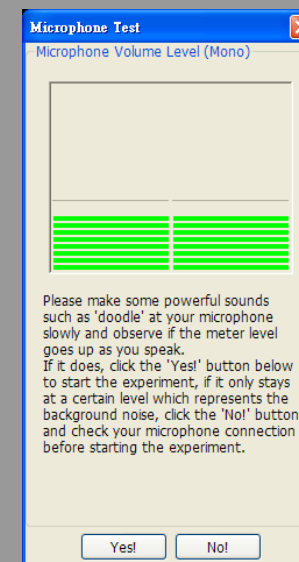 Microphone Test
Microphone Volume Level (Mono)
Please make some powerful sounds
such as 'doodle' at your microphone
slowly and observe if the meter level
goes up as you speak.
If it does, click the 'Yes!' button below
to start the experiment, if it only stays
at a certain level which represents the
background noise, click the 'No!' button
and check your microphone connection
before starting the experiment.
Yes!
No!